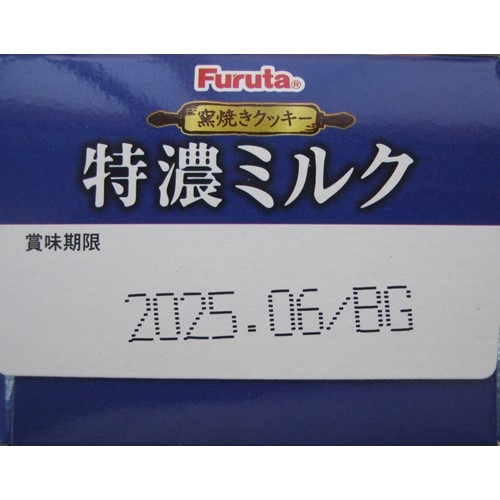 Furuta®
窯焼きクッキー
特濃ミルク
賞味期限
2025.06/BG